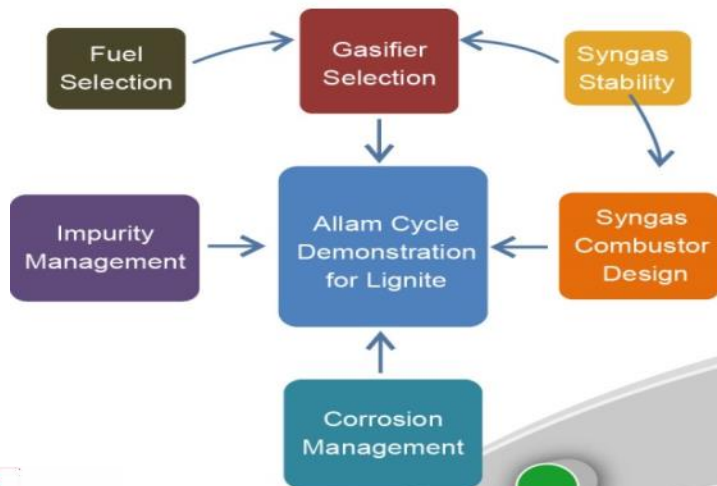 Fuel
Selection
Gasifier
Selection
Syngas
Stability
Impurity
Management
Allam Cycle
Demonstration
for Lignite
Syngas
Combustor
Design
Corrosion
Management